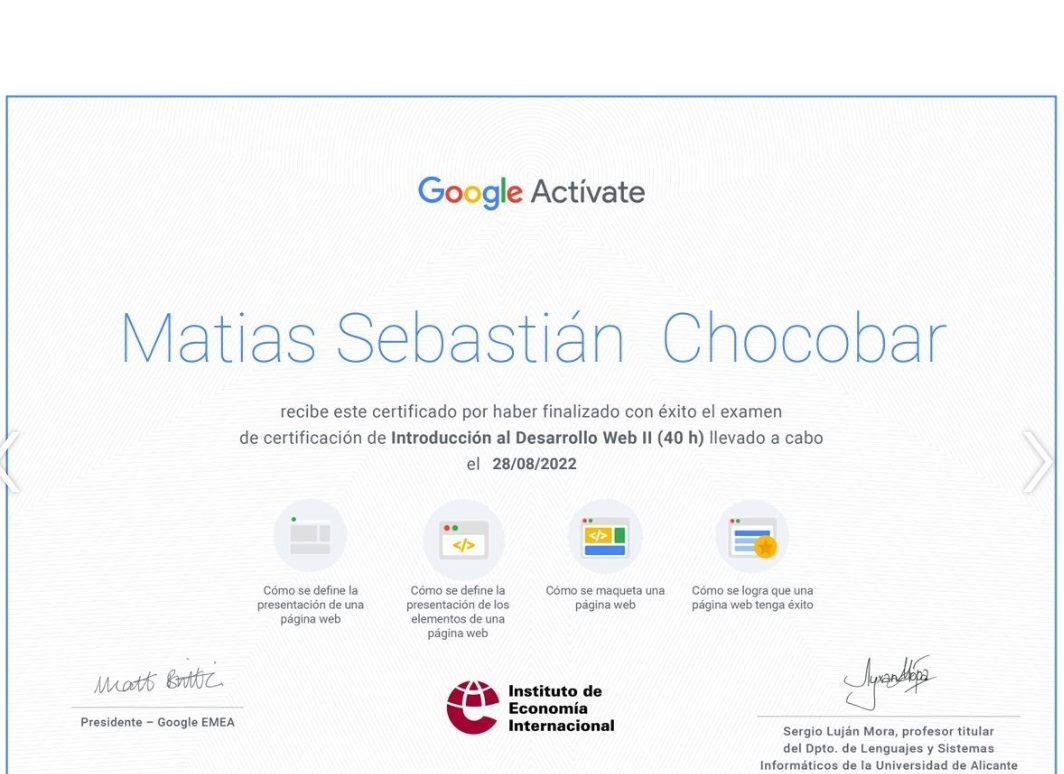 Google Actívate
Matias Sebastián Chocobar
recibe este certificado por haber finalizado con éxito el examen
de certificación de Introducción al Desarrollo Web II (40 h) llevado a cabo
el 28/08/2022
</>
</>
Cómo se define la
presentación de una
página web
Cómo se define la
presentación de los
elementos de una
página web
Cómo se maqueta una
página web
Cómo se logra que una
página web tenga éxito
Matt Brittin
Presidente – Google EMEA
Instituto de
Economía
Internacional
Sergio Luján Mora, profesor titular
del Dpto. de Lenguajes y Sistemas
Informáticos de la Universidad de Alicante